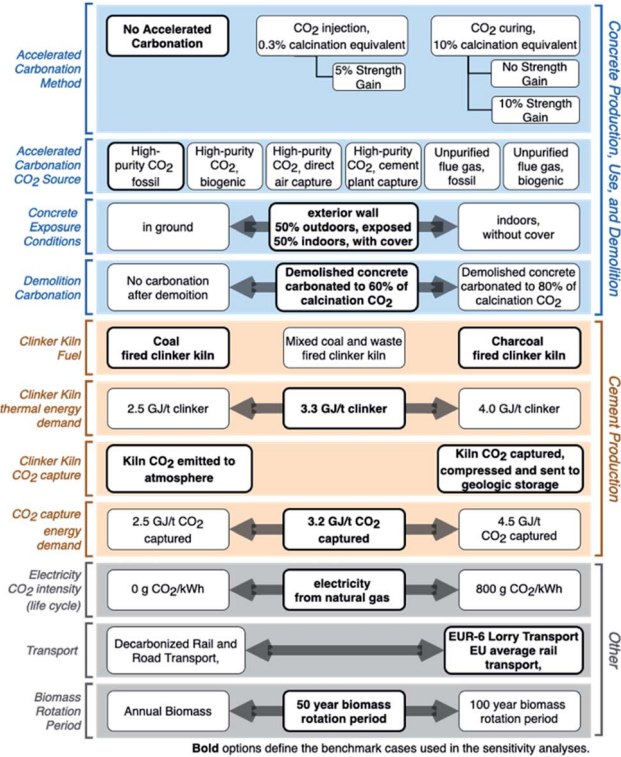 Accelerated
Carbonation
Method
No Accelerated
Carbonation
CO2 injection,
0.3% calcination equivalent
5% Strength
Gain
CO2 curing,
10% calcination equivalent
No Strength
Gain
10% Strength
Gain
Concrete Production, Use, and Demolition
Accelerated
Carbonation
CO2 Source
High-
purity CO2
fossil
High-purity
CO2,
biogenic
High-purity
CO2, direct
air capture
High-purity
CO2, cement
plant capture
Unpurified
flue gas,
fossil
Unpurified
flue gas,
biogenic
Concrete
Exposure
Conditions
in ground
exterior wall
50% outdoors, exposed
50% indoors, with cover
indoors,
without cover
Demolition
Carbonation
No carbonation
after demoition
Demolished concrete
carbonated to 60% of
calcination CO2
Demolished concrete
carbonated to 80% of
calcination CO2
Clinker Kiln
Fuel
Coal
fired clinker kiln
Mixed coal and waste
fired clinker kiln
Charcoal
fired clinker kiln
Cement Production
Clinker Kiln
thermal energy
demand
2.5 GJ/t clinker
3.3 GJ/t clinker
4.0 GJ/t clinker
Clinker Kiln
CO2 capture
Kiln CO2 emitted to
atmosphere
Kiln CO2 captured,
compressed and sent to
geologic storage
CO2 capture
energy
demand
2.5 GJ/t CO2
captured
3.2 GJ/t CO2
captured
4.5 GJ/t
CO2 captured
Electricity
CO2 intensity
(life cycle)
0 g CO2/kWh
electricity
from natural gas
800 g CO2/kWh
Other
Transport
Decarbonized Rail and
Road Transport,
EUR-6 Lorry Transport
EU average rail
transport,
Biomass
Rotation
Period
Annual Biomass
50 year biomass
rotation period
100 year biomass
rotation period
Bold options define the benchmark cases used in the sensitivity analyses.